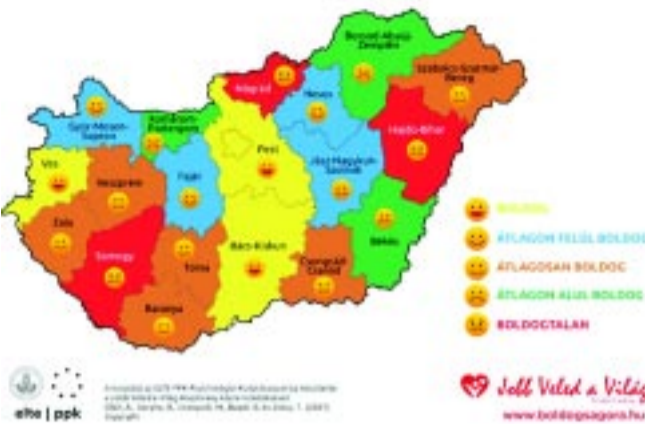 Borsod-Abaúj-
Zemplén
Szabolcs-Szatmár-
Bereg
Nógrád
Heves
Győr-Moson-
Sopron
Komárom-
Esztergom
Hajdú-Bihar
Pest
Vas
Veszprém
Fejér
Jász-Nagykun-
Szolnok
Zala
Békés
Somogy
Tolna
Bács-Kiskun
Csongrád-
Csanád
Baranya
BOLDOG
ÁTLAGON FELÜL BOLDOG
ÁTLAGOSAN BOLDOG
ÁTLAGON ALUL BOLDOG
BOLDOGTALAN
elte | ppk
Jobb Veled a Világ
www.boldogsagora.hu